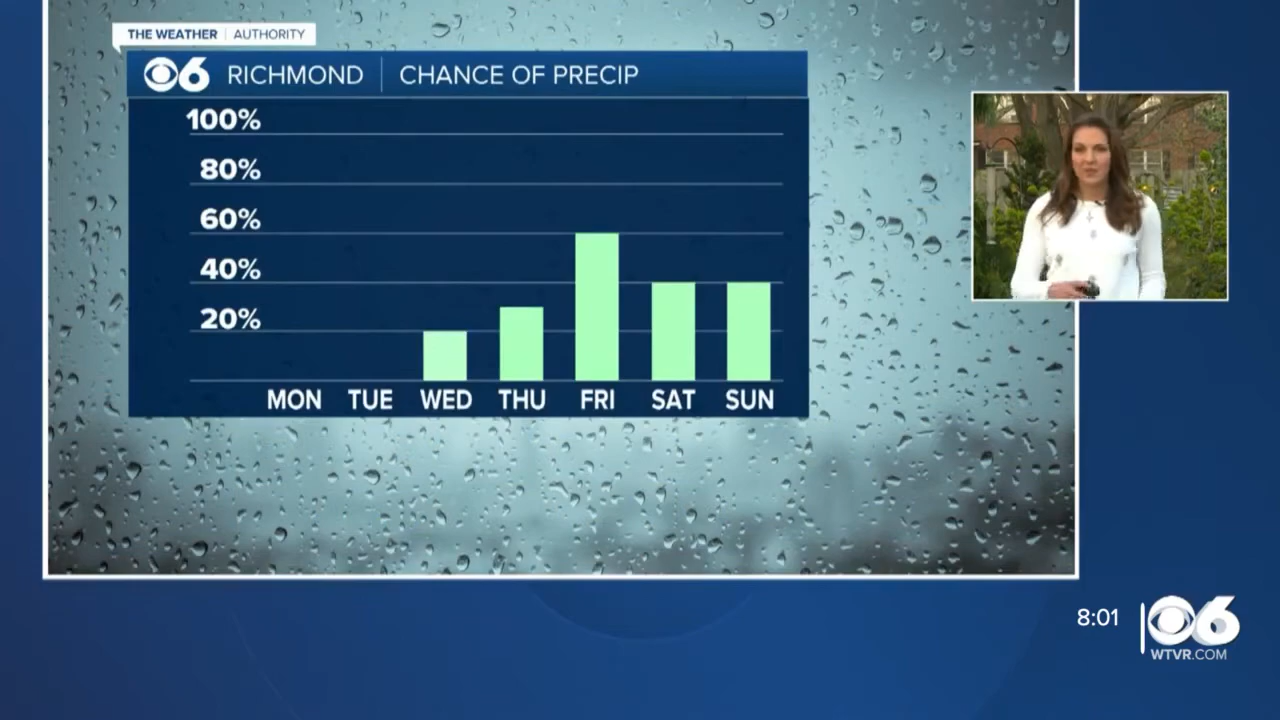 THE WEATHER | AUTHORITY
6 RICHMOND | CHANCE OF PRECIP
100%
80%
60%
40%
20%
MON TUE WED THU FRI SAT SUN
8:01
6
WTVR.COM